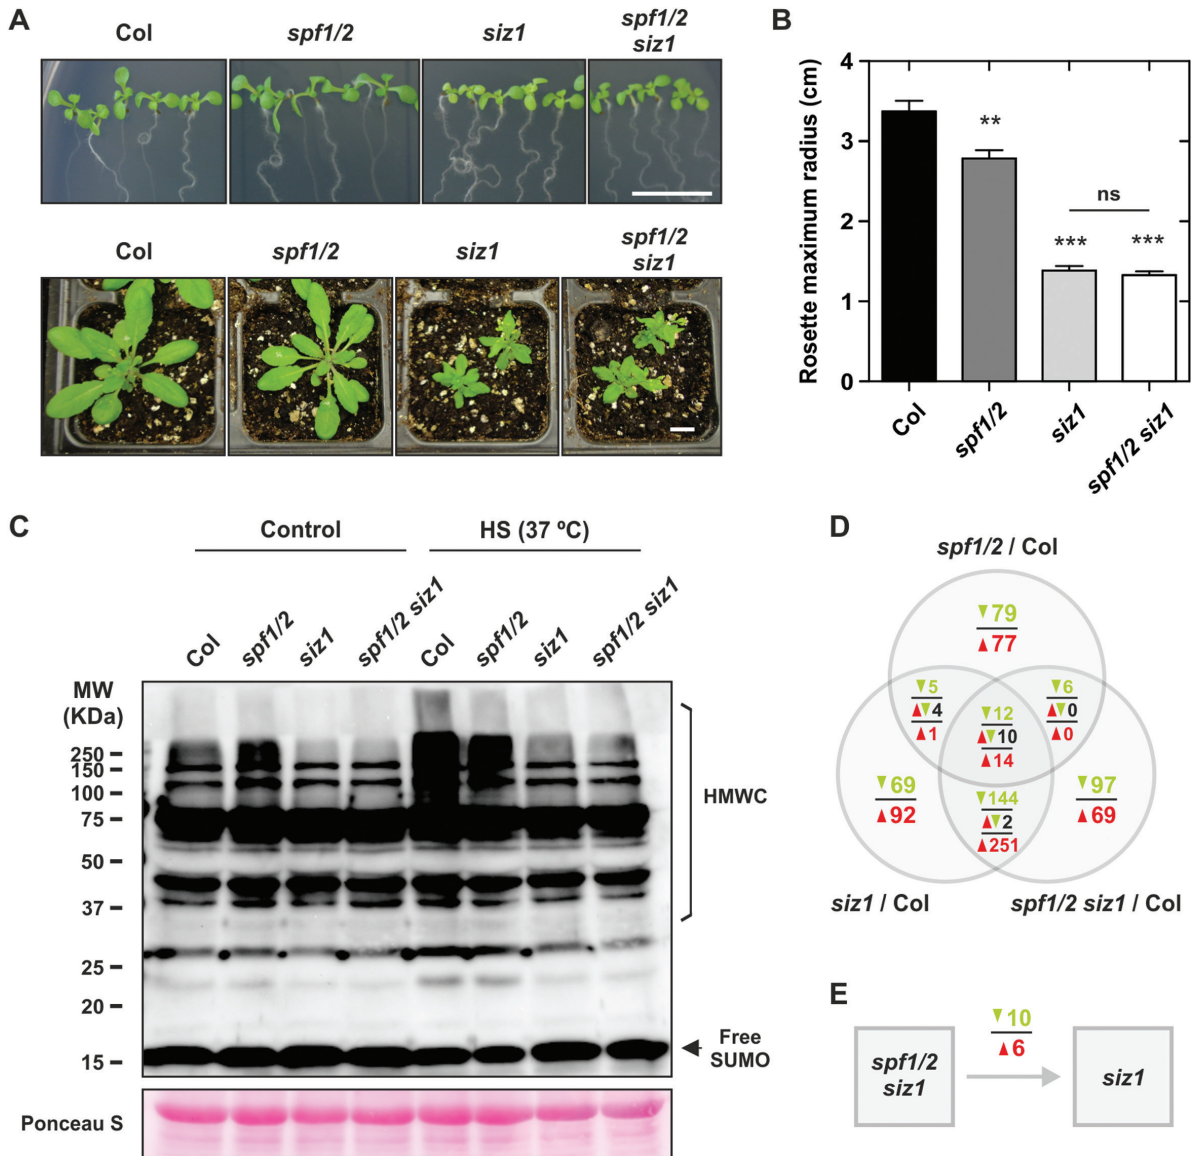 A
Col
spf1/2
siz1
spf1/2
siz1
Col
spf1/2
siz1
spf1/2
siz1
B
Rosette maximum radius (cm)
4
3
2
1
0
**
ns
***
***
Col
spf1/2
siz1
spf1/2 siz1
C
Control
HS (37 ºC)
Col
spf1/2
siz1
spf1/2 siz1
Col
spf1/2
siz1
spf1/2 siz1
MW
(KDa)
250
150
100
75
50
37
25
20
15
HMWC
Free
SUMO
Ponceau S
D
spf1/2 / Col
▼79
▲77
▼5
▲▼4
▲1
▼6
▲▼0
▲0
▼12
▲▼10
▲14
▼69
▲92
▼144
▲▼2
▲251
▼97
▲69
siz1 / Col
spf1/2 siz1 / Col
E
▼10
▲6
spf1/2
siz1
siz1